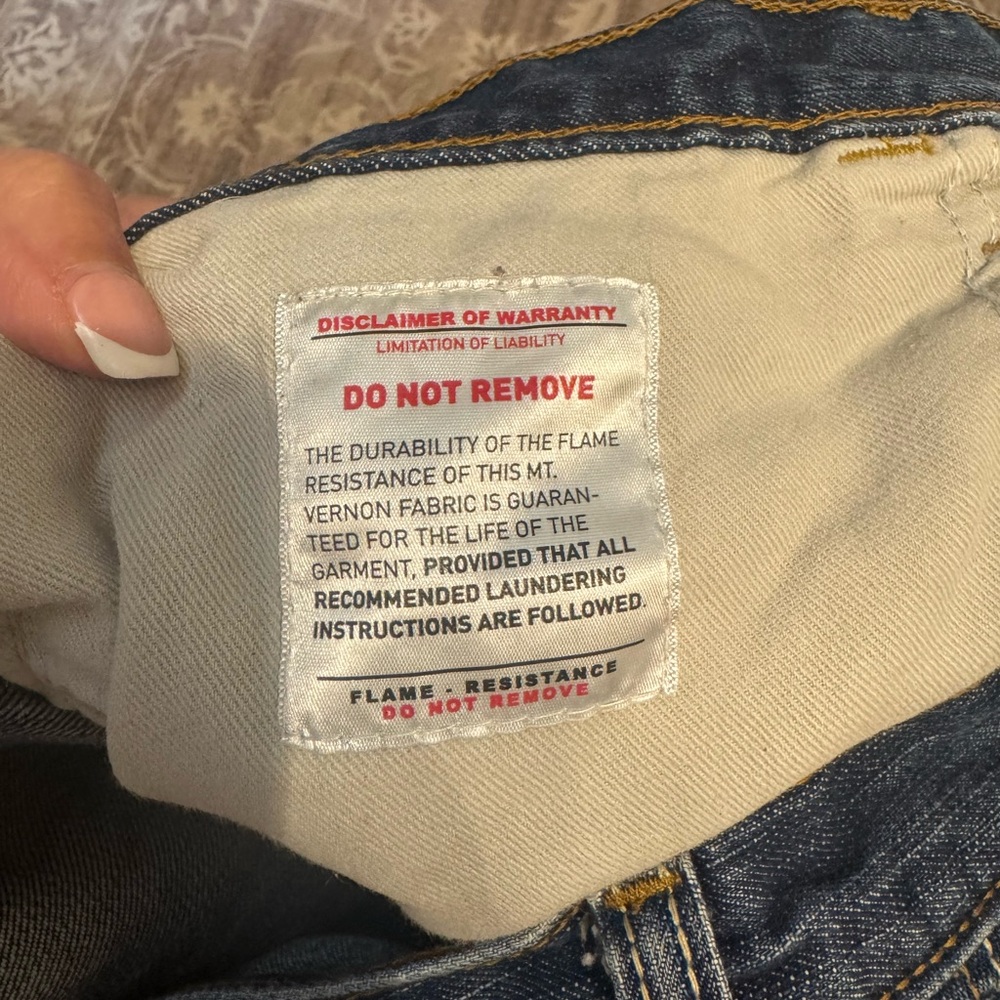 DISCLAIMER OF WARRANTY
LIMITATION OF LIABILITY
DO NOT REMOVE
THE DURABILITY OF THE FLAME
RESISTANCE OF THIS MT.
VERNON FABRIC IS GUARAN-
TEED FOR THE LIFE OF THE
GARMENT, PROVIDED THAT ALL
RECOMMENDED LAUNDERING
INSTRUCTIONS ARE FOLLOWED.
FLAME - RESISTANCE
DO NOT REMOVE